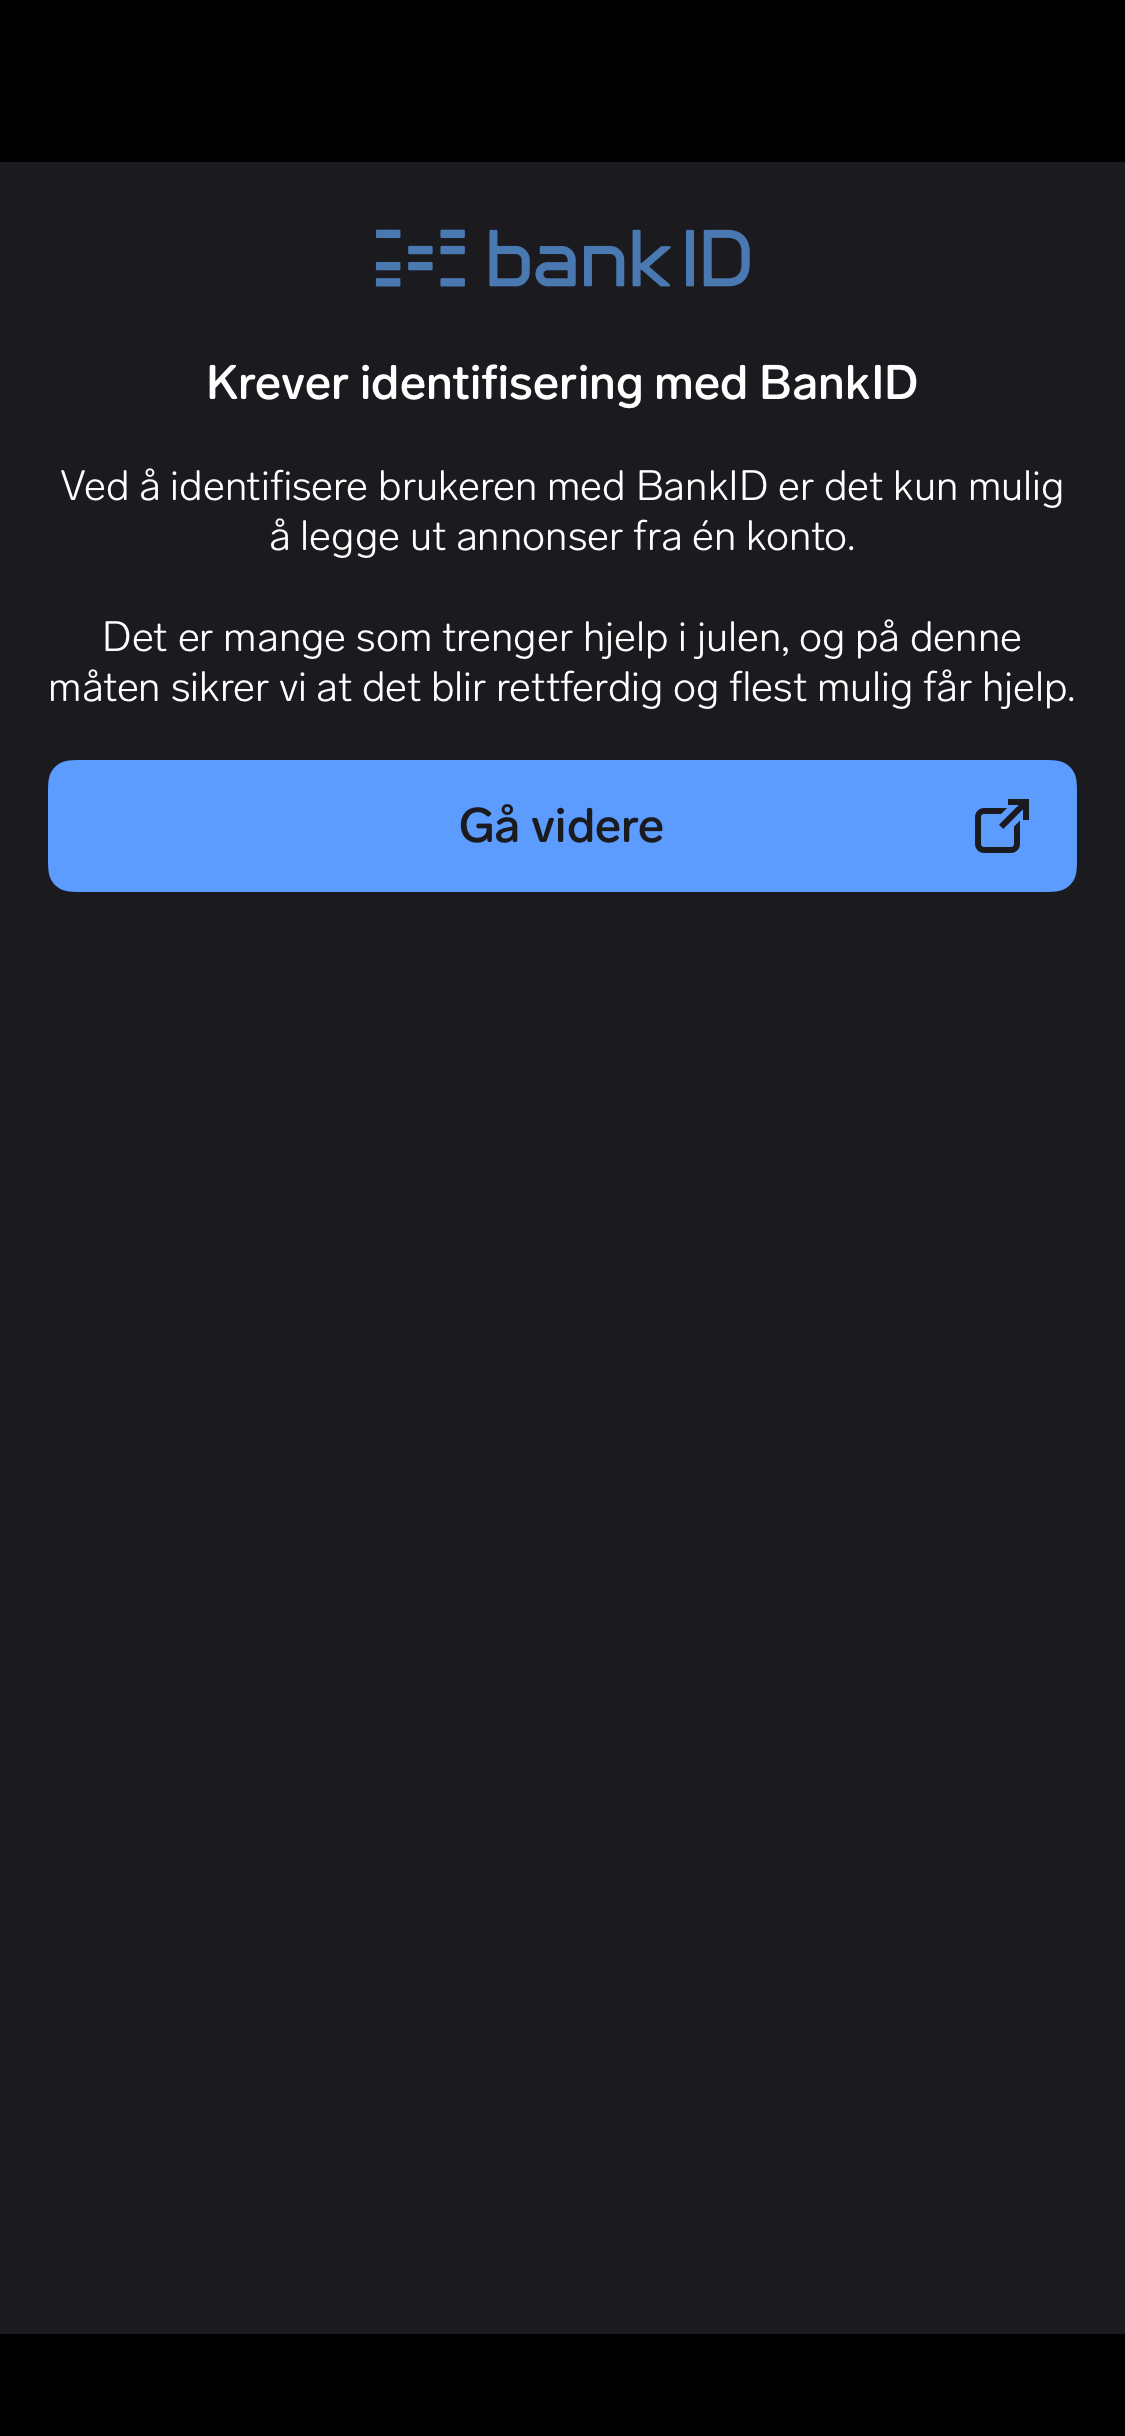 bankID
Krever identifisering med BankID
Ved å identifisere brukeren med BankID er det kun mulig
å legge ut annonser fra én konto.
Det er mange som trenger hjelp i julen, og på denne
måten sikrer vi at det blir rettferdig og flest mulig får hjelp.
Gå videre